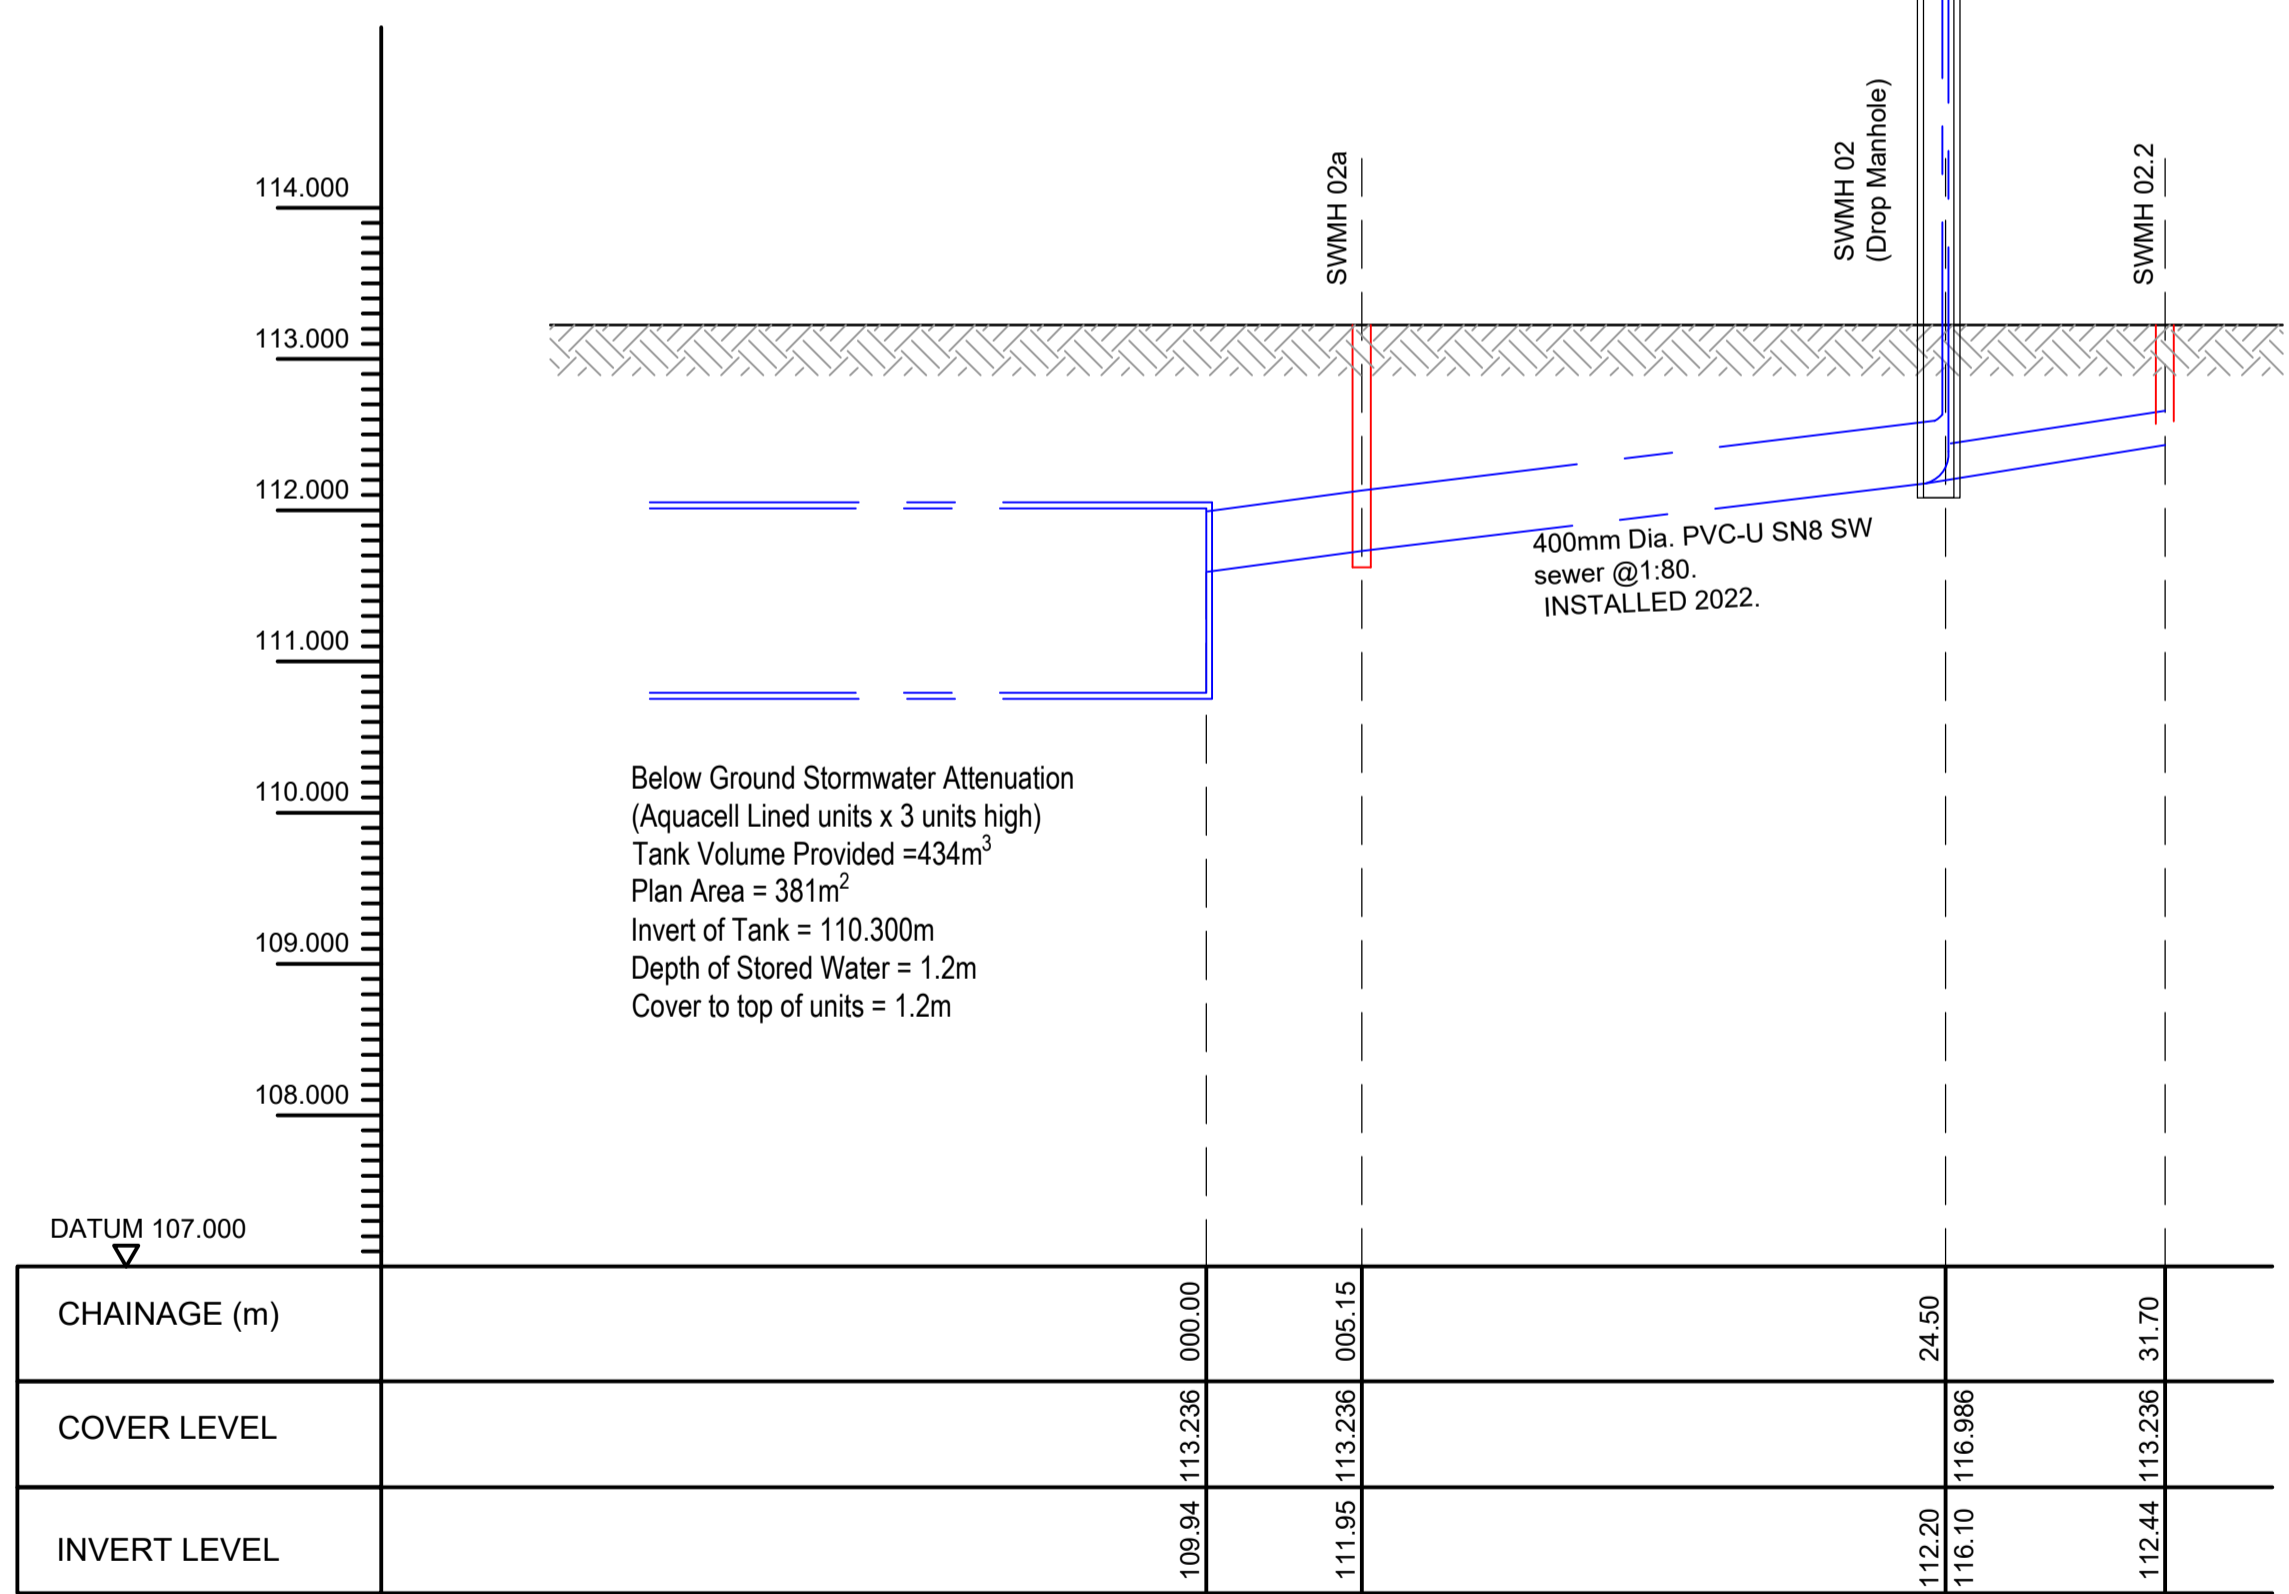 SWMH 02a
SWMH 02
(Drop Manhole)
SWMH 02.2
114.000
113.000
112.000
111.000
110.000
109.000
108.000
DATUM 107.000
400mm Dia. PVC-U SN8 SW
sewer @1:80.
INSTALLED 2022.
Below Ground Stormwater Attenuation
(Aquacell Lined units x 3 units high)
Tank Volume Provided =434m³
Plan Area = 381m²
Invert of Tank = 110.300m
Depth of Stored Water = 1.2m
Cover to top of units = 1.2m
CHAINAGE (m) 000.00 005.15 24.50 31.70
COVER LEVEL 113.236 113.236 116.986 113.236
INVERT LEVEL 109.94 111.95 112.20 116.10 112.44